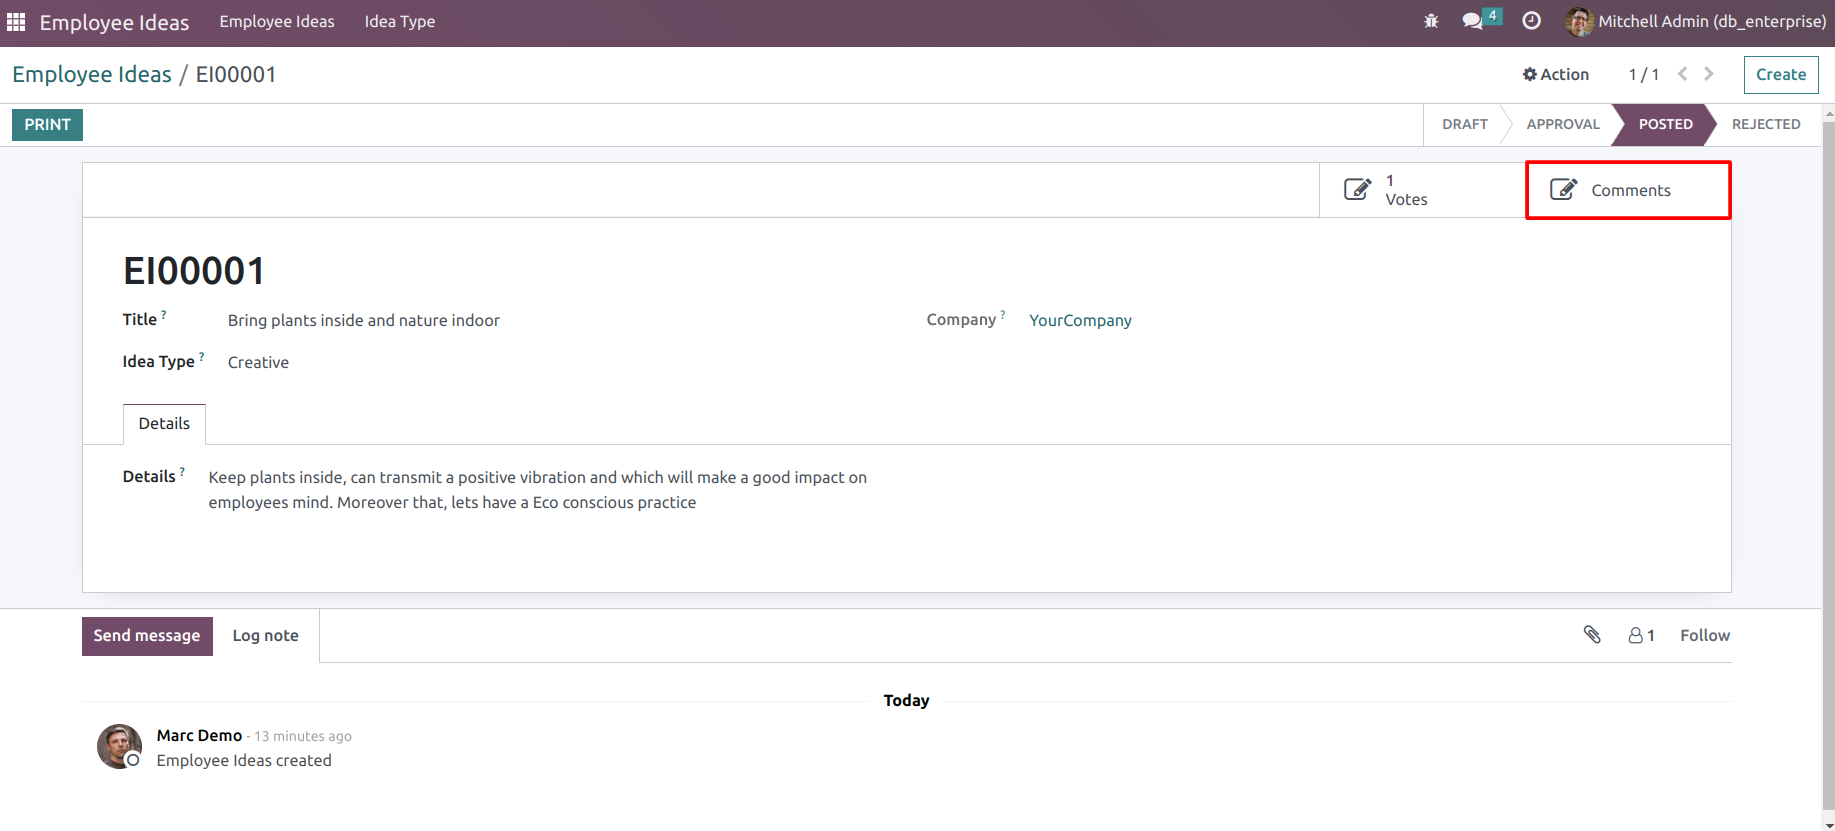 Employee Ideas Employee Ideas Idea Type 4 Mitchell Admin (db_enterprise)
Employee Ideas / EI00001 Action 1 / 1 Create
PRINT DRAFT APPROVAL POSTED REJECTED
1
Votes
Comments
EI00001
Title ? Bring plants inside and nature indoor Company ? YourCompany
Idea Type ? Creative
Details
Details ? Keep plants inside, can transmit a positive vibration and which will make a good impact on
employees mind. Moreover that, lets have a Eco conscious practice
Send message Log note 1 Follow
Today
Marc Demo - 13 minutes ago
Employee Ideas created